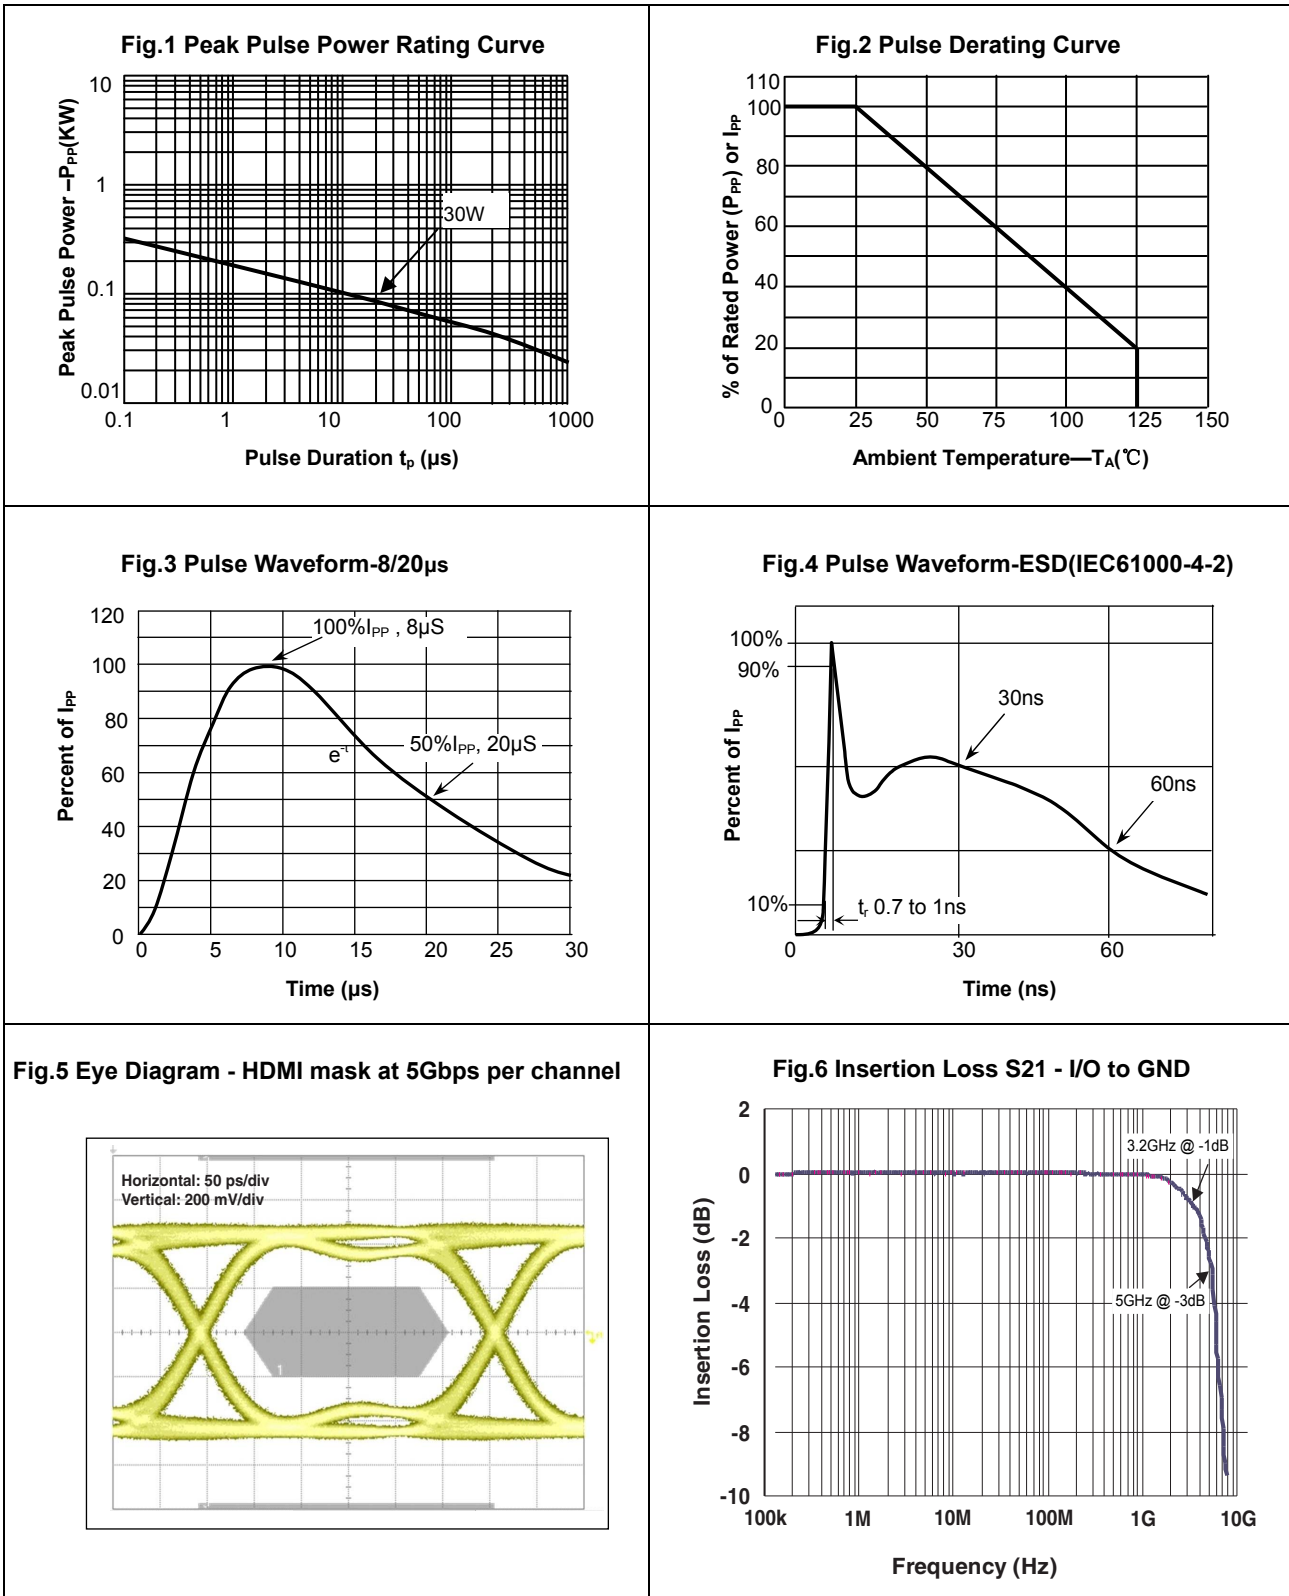 Fig.1 Peak Pulse Power Rating Curve
Peak Pulse Power –PPP(KW)
10
1
0.1
0.01
30W
0.1 1 10 100 1000
Pulse Duration tp (µs)
Fig.2 Pulse Derating Curve
% of Rated Power (PPP) or IPP
110
100
80
60
40
20
0
0 25 50 75 100 125 150
Ambient Temperature—TA(℃)
Fig.3 Pulse Waveform-8/20µs
Percent of IPP
120
100
80
60
40
20
0
100%IPP , 8µS
e-t
50%IPP, 20µS
0 5 10 15 20 25 30
Time (µs)
Fig.4 Pulse Waveform-ESD(IEC61000-4-2)
Percent of IPP
100%
90%
10%
30ns
60ns
tr 0.7 to 1ns
0 30 60
Time (ns)
Fig.5 Eye Diagram - HDMI mask at 5Gbps per channel
Horizontal: 50 ps/div
Vertical: 200 mV/div
1
Fig.6 Insertion Loss S21 - I/O to GND
Insertion Loss (dB)
2
0
-2
-4
-6
-8
-10
3.2GHz @ -1dB
5GHz @ -3dB
100k 1M 10M 100M 1G 10G
Frequency (Hz)